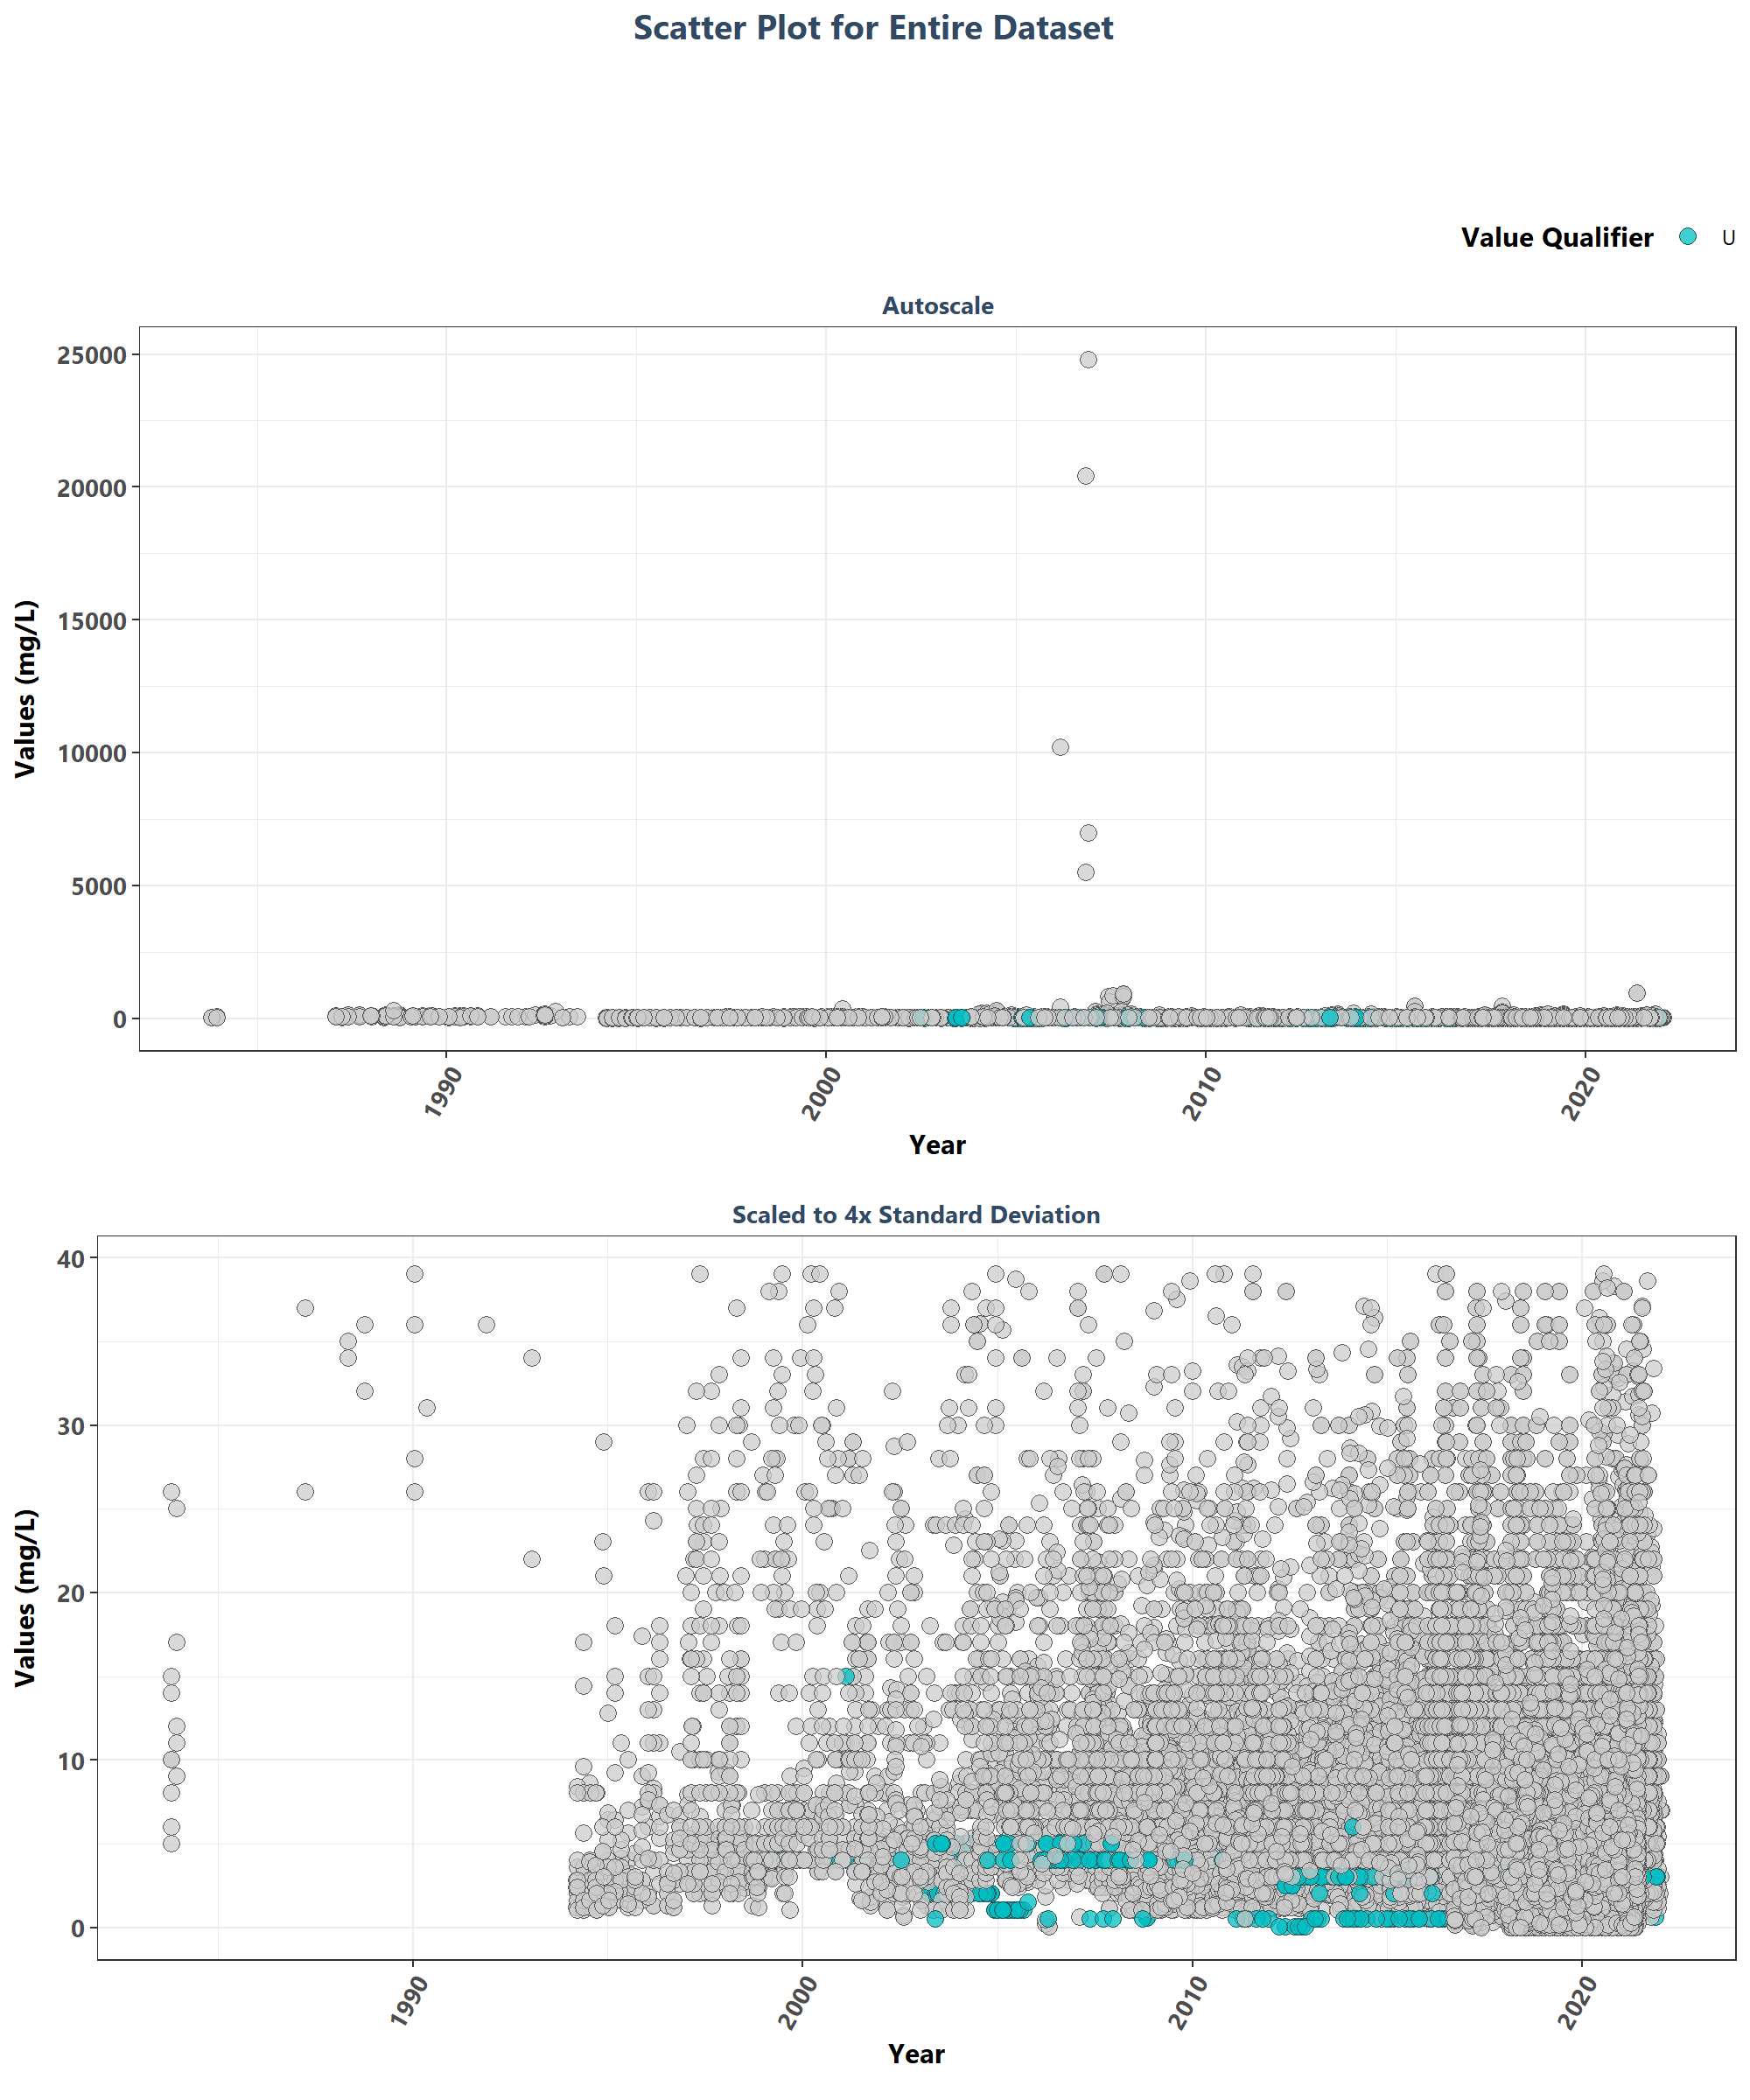 Scatter Plot for Entire Dataset
Value Qualifier U
Autoscale
25000
20000
15000
10000
5000
0
Values (mg/L)
1990 2000 2010 2020
Year
Scaled to 4x Standard Deviation
40
30
20
10
0
Values (mg/L)
1990 2000 2010 2020
Year